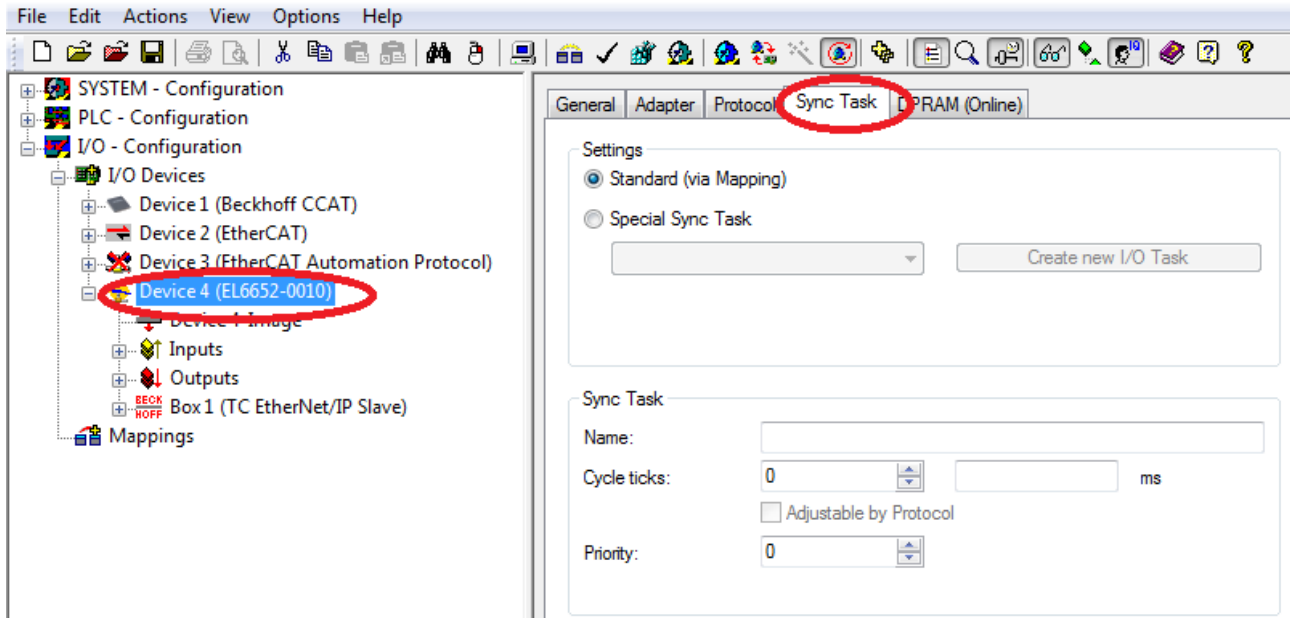 File Edit Actions View Options Help
SYSTEM - Configuration
PLC - Configuration
I/O - Configuration
I/O Devices
Device 1 (Beckhoff CCAT)
Device 2 (EtherCAT)
Device 3 (EtherCAT Automation Protocol)
Device 4 (EL6652-0010)
Device 4-Image
Inputs
Outputs
BECK
HOFF
Box 1 (TC EtherNet/IP Slave)
Mappings
General Adapter Protocol Sync Task DPRAM (Online)
Settings
Standard (via Mapping)
Special Sync Task
Create new I/O Task
Sync Task
Name:
Cycle ticks: 0 ms
Adjustable by Protocol
Priority: 0